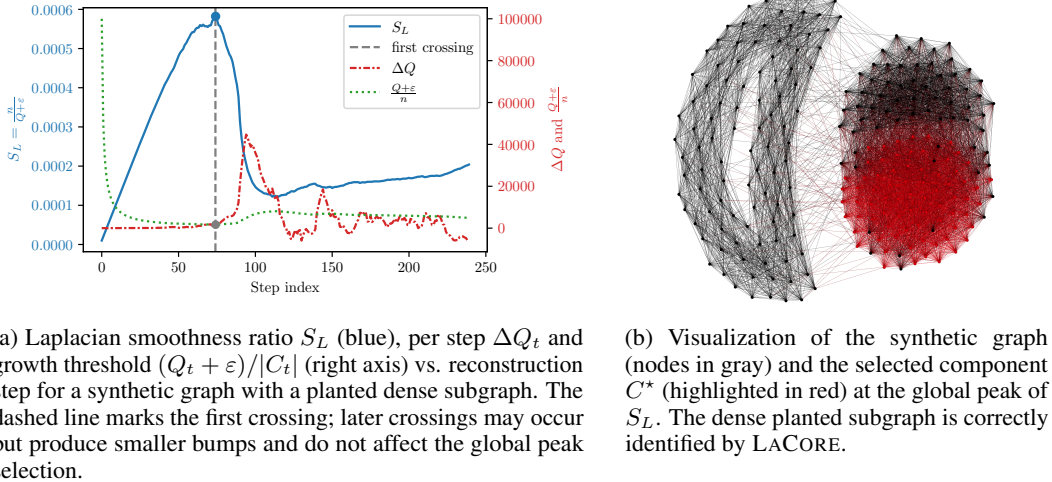 0.0006
0.0005
0.0004
0.0003
0.0002
0.0001
0.0000
S_L = n/(Q+ε)
0
50
100
150
200
250
Step index
100000
80000
60000
40000
20000
0
ΔQ and (Q+ε)/n
S_L
first crossing
ΔQ
(Q+ε)/n
a) Laplacian smoothness ratio S_L (blue), per step ΔQ_t and
growth threshold (Q_t + ε)/|C_t| (right axis) vs. reconstruction
step for a synthetic graph with a planted dense subgraph. The
dashed line marks the first crossing; later crossings may occur
but produce smaller bumps and do not affect the global peak
selection.
(b) Visualization of the synthetic graph
(nodes in gray) and the selected component
C⋆ (highlighted in red) at the global peak of
S_L. The dense planted subgraph is correctly
identified by LACORE.